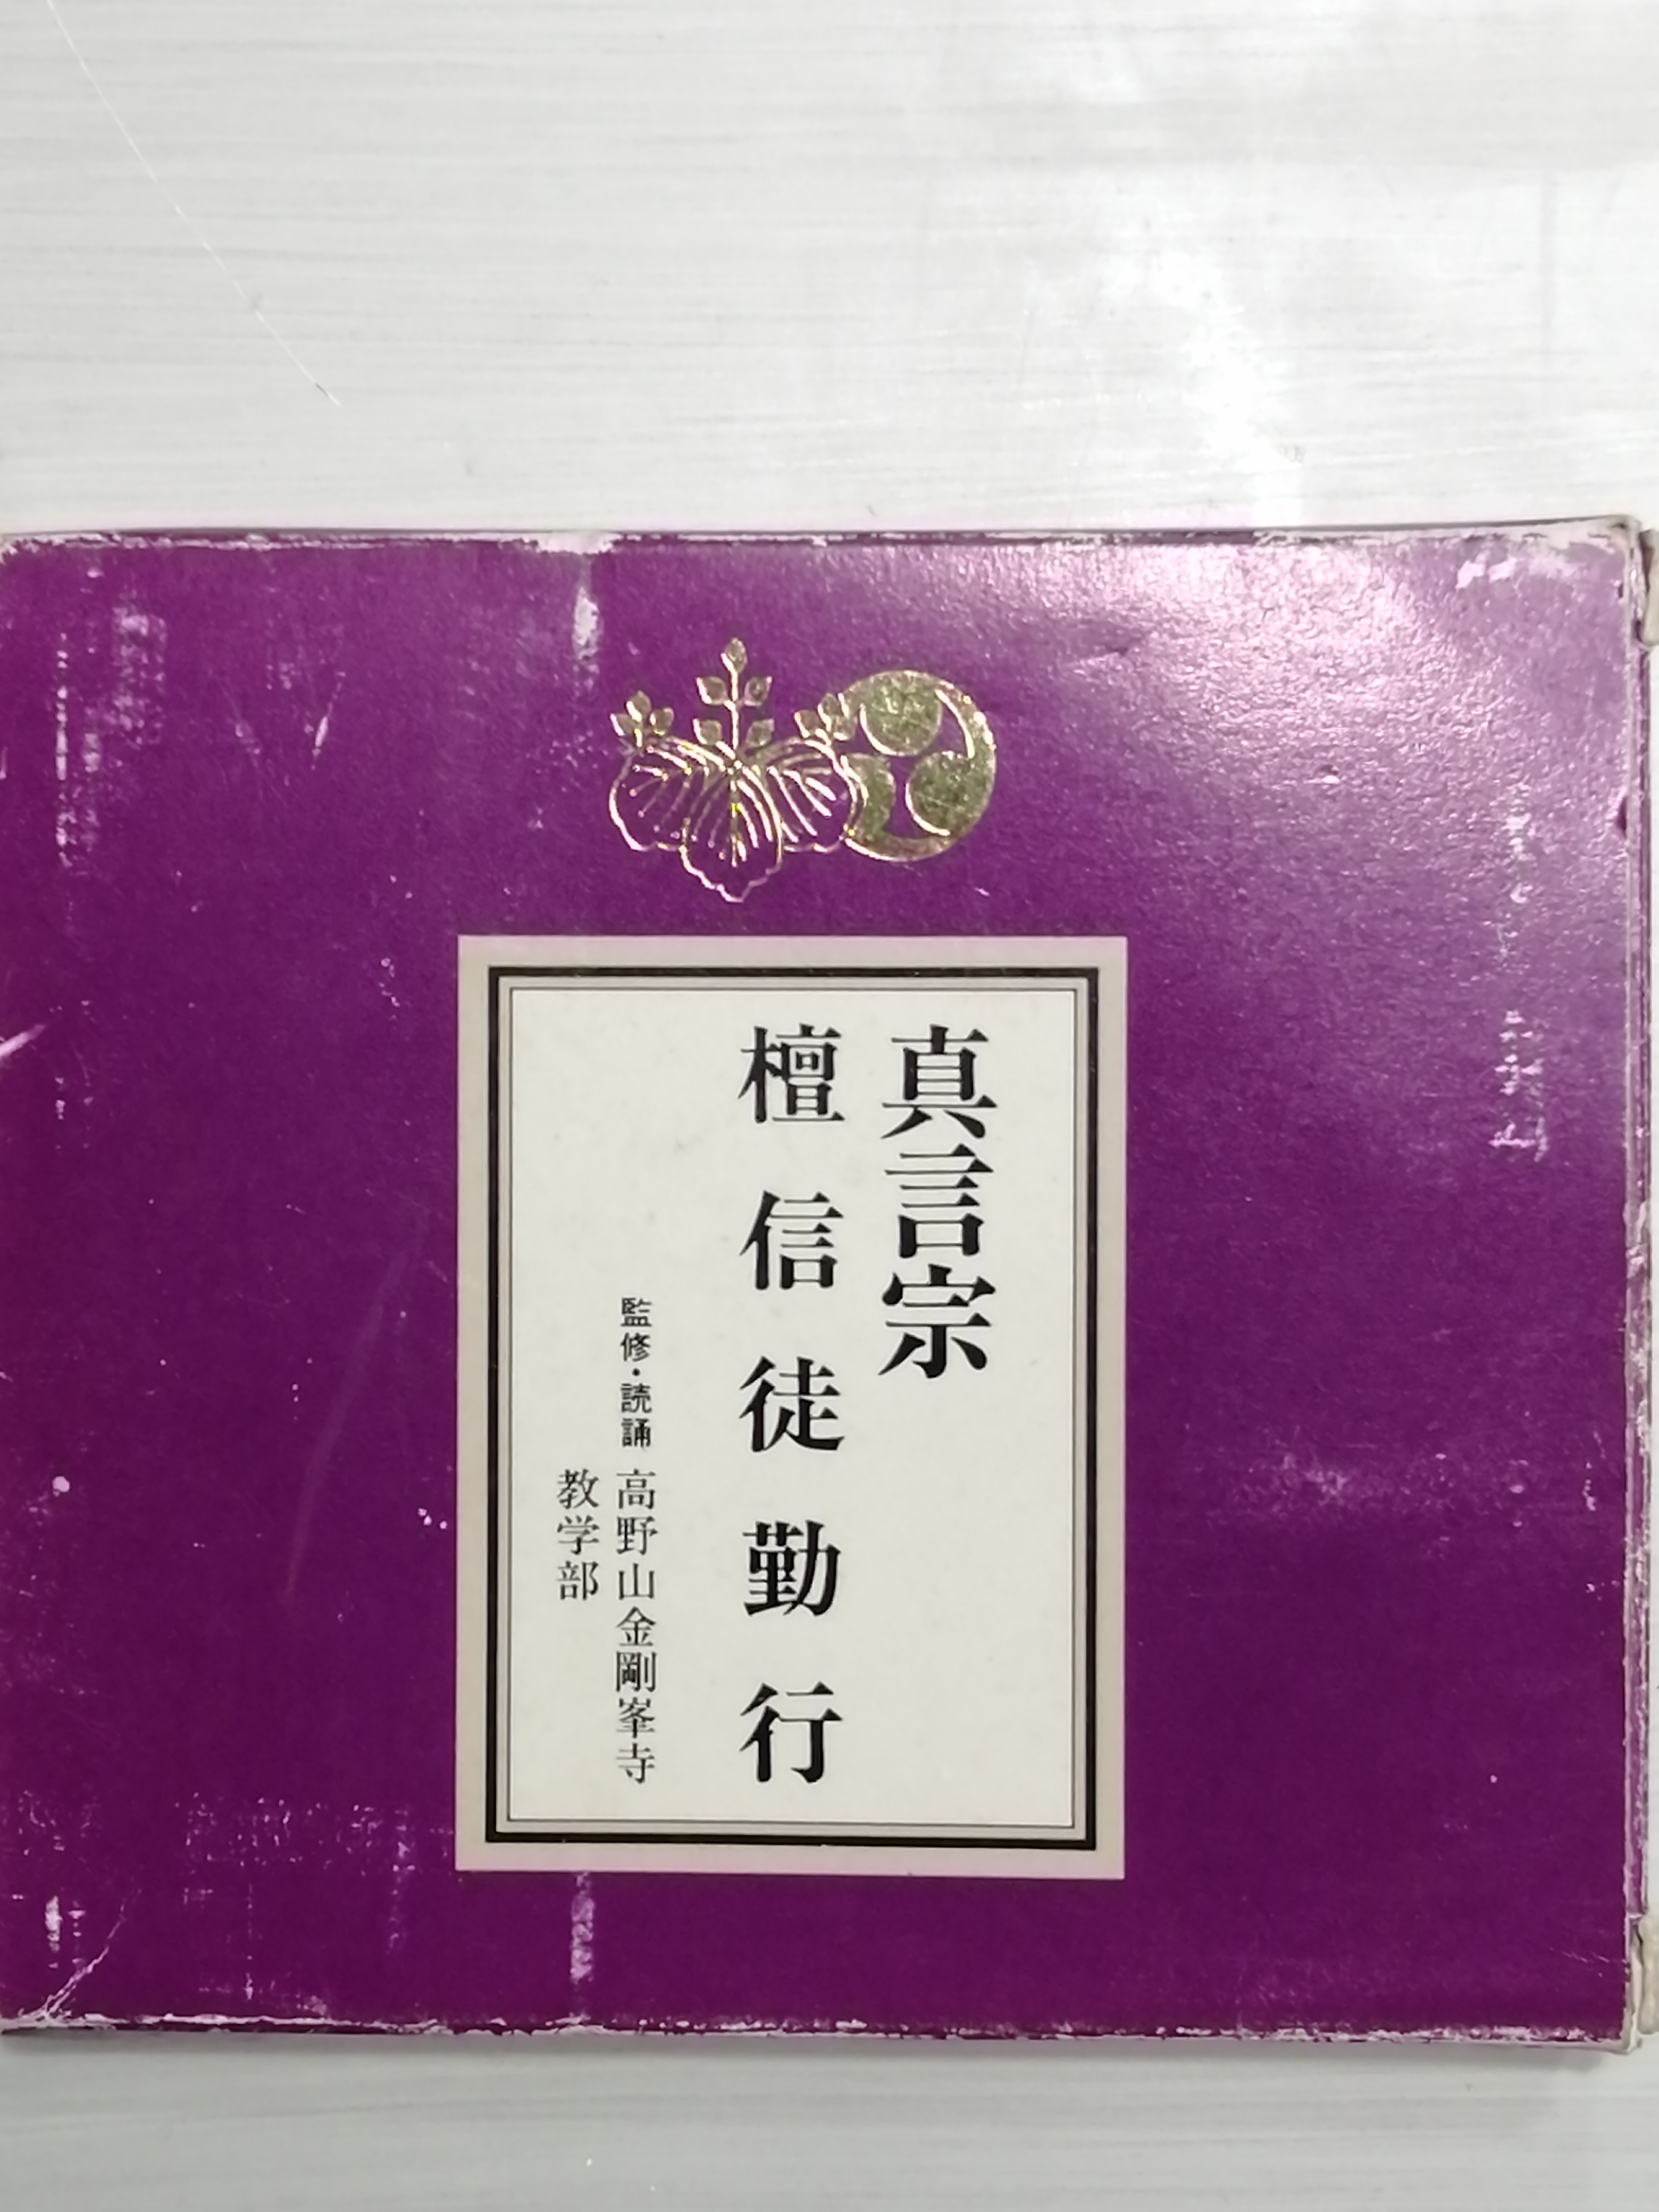 真言宗
檀信徒勤行
監修・読誦 高野山金剛峯寺
教学部